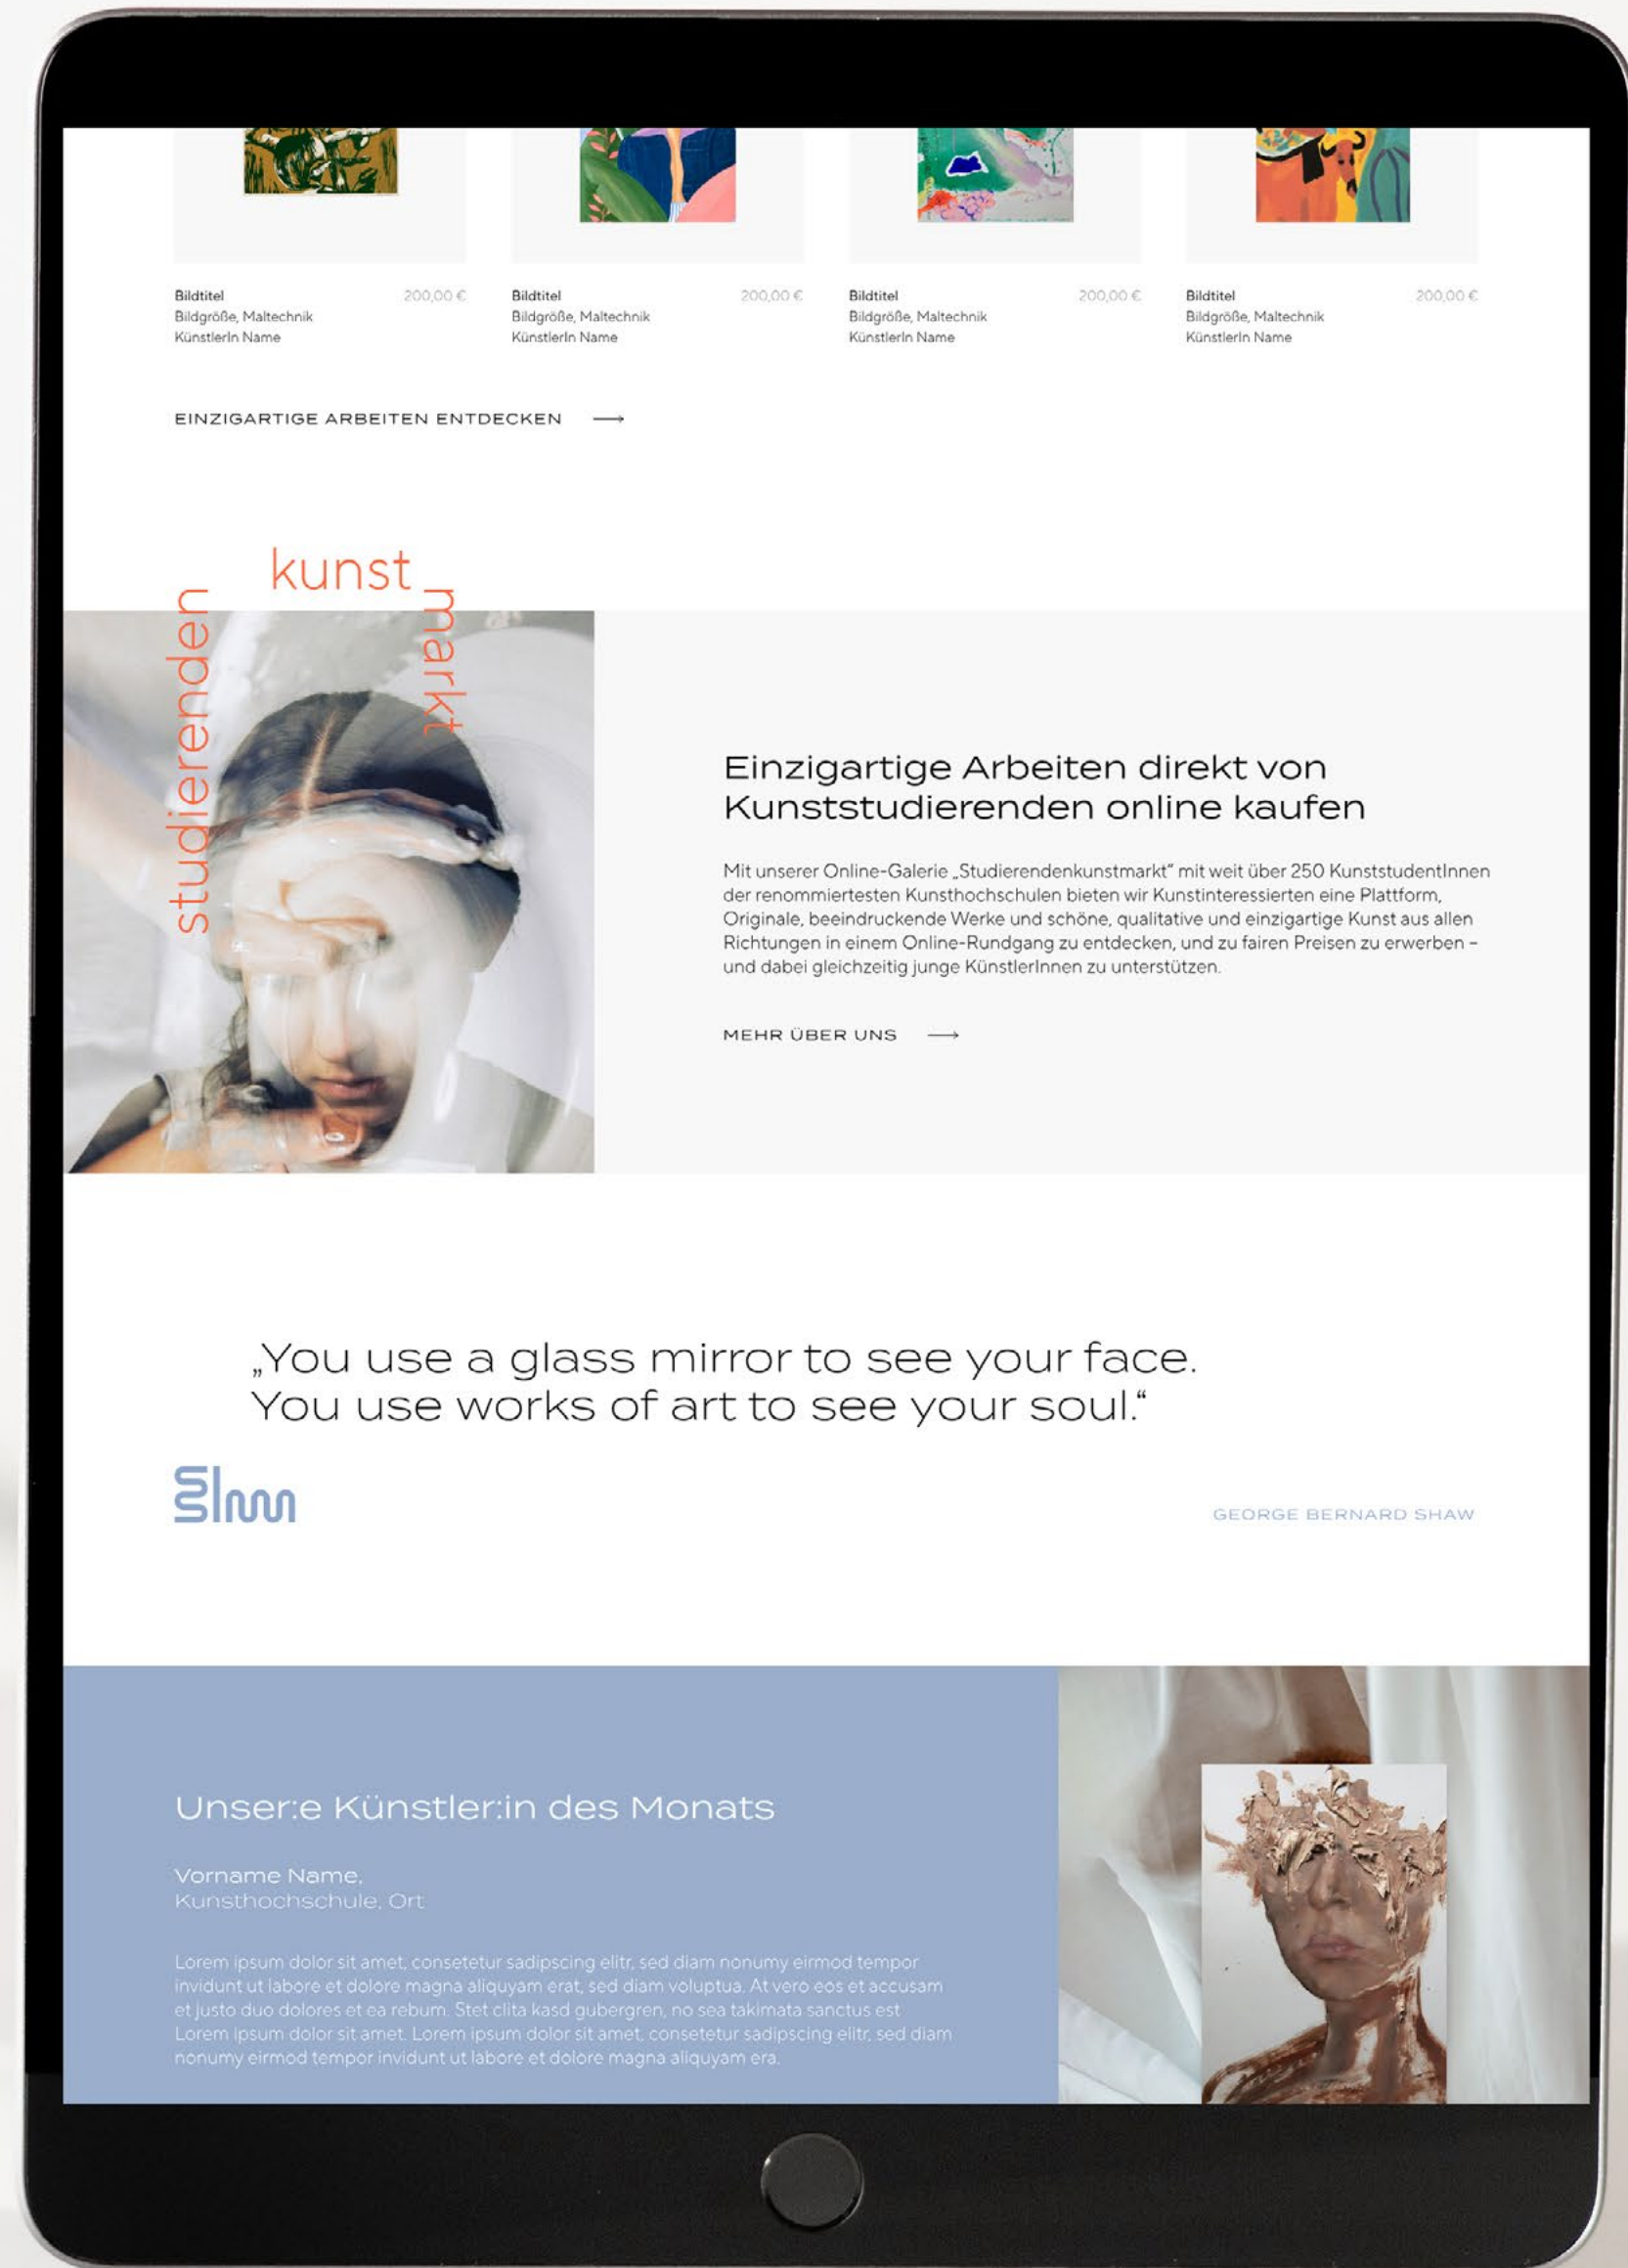 Bildtitel 200,00 €
Bildgröße, Maltechnik
KünstlerIn Name
Bildtitel 200,00 €
Bildgröße, Maltechnik
KünstlerIn Name
Bildtitel 200,00 €
Bildgröße, Maltechnik
KünstlerIn Name
Bildtitel 200,00 €
Bildgröße, Maltechnik
KünstlerIn Name
EINZIGARTIGE ARBEITEN ENTDECKEN
studierenden
kunst
markt
Einzigartige Arbeiten direkt von
Kunststudierenden online kaufen
Mit unserer Online-Galerie „Studierendenkunstmarkt“ mit weit über 250 KunststudentInnen
der renommiertesten Kunsthochschulen bieten wir Kunstinteressierten eine Plattform,
Originale, beeindruckende Werke und schöne, qualitative und einzigartige Kunst aus allen
Richtungen in einem Online-Rundgang zu entdecken, und zu fairen Preisen zu erwerben –
und dabei gleichzeitig junge KünstlerInnen zu unterstützen.
MEHR ÜBER UNS
„You use a glass mirror to see your face.
You use works of art to see your soul.“
GEORGE BERNARD SHAW
Unser:e Künstler:in des Monats
Vorname Name,
Kunsthochschule, Ort
Lorem ipsum dolor sit amet, consetetur sadipscing elitr, sed diam nonumy eirmod tempor
invidunt ut labore et dolore magna aliquyam erat, sed diam voluptua. At vero eos et accusam
et justo duo dolores et ea rebum. Stet clita kasd gubergren, no sea takimata sanctus est
Lorem ipsum dolor sit amet. Lorem ipsum dolor sit amet, consetetur sadipscing elitr, sed diam
nonumy eirmod tempor invidunt ut labore et dolore magna aliquyam era.